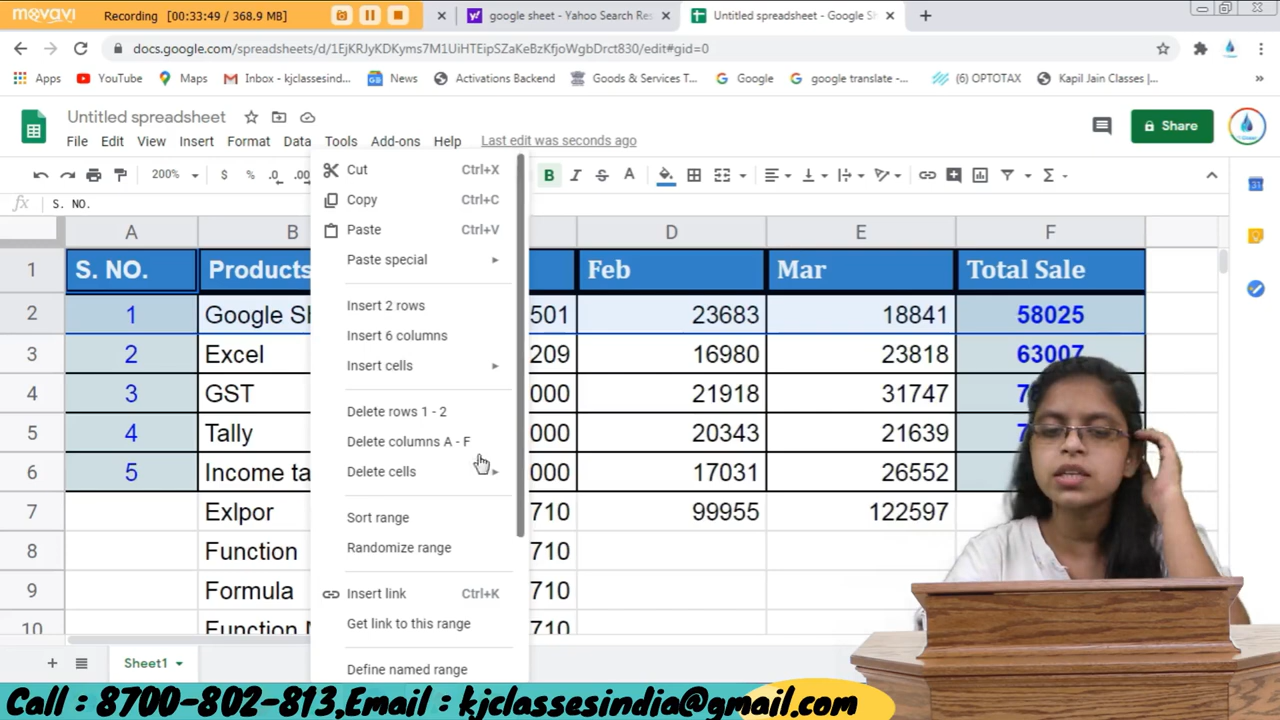 movavi Recording (00:33:49 / 368.9 MB)
google sheet - Yahoo Search Res
Untitled spreadsheet - Google Sh
docs.google.com/spreadsheets/d/1EjKRJyKDKyms7M1UiHTEipSZaKeBzKfjoWgbDrct830/edit#gid=0
Apps YouTube Maps Inbox - kjclassesind... News Activations Backend Goods & Services T... Google google translate -... (6) OPTOTAX Kapil Jain Classes |... »
Untitled spreadsheet
File Edit View Insert Format Data Tools Add-ons Help Last edit was seconds ago
Share
200% $ % .0 .00 B I S A Σ
fx S. NO.
A B D E F
1 S. NO. Products Feb Mar Total Sale
2 1 Google Sh 501 23683 18841 58025
3 2 Excel 209 16980 23818 63007
4 3 GST 000 21918 31747 7
5 4 Tally 000 20343 21639 7
6 5 Income ta 000 17031 26552
7 Exlpor 710 99955 122597
8 Function 710
9 Formula 710
10 Function N 710
Cut Ctrl+X
Copy Ctrl+C
Paste Ctrl+V
Paste special
Insert 2 rows
Insert 6 columns
Insert cells
Delete rows 1 - 2
Delete columns A - F
Delete cells
Sort range
Randomize range
Insert link Ctrl+K
Get link to this range
Define named range
Sheet1
Call : 8700-802-813,Email : kjclassesindia@gmail.com